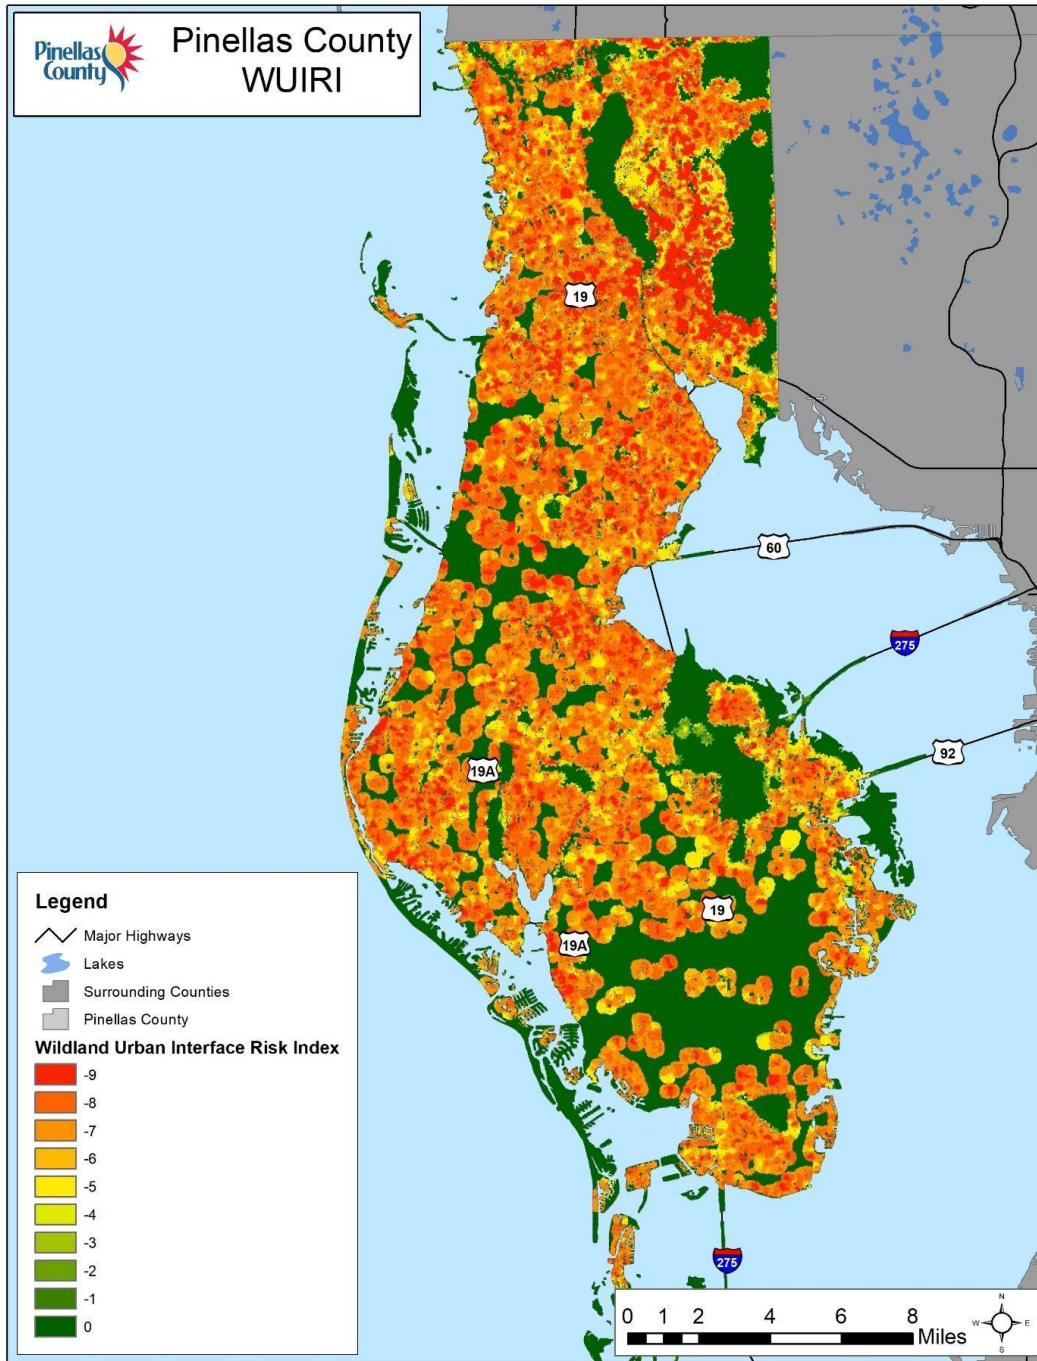 Pinellas
County
Pinellas County
WUIRI
19
60
275
19A
92
19
19A
275
Legend
Major Highways
Lakes
Surrounding Counties
Pinellas County
Wildland Urban Interface Risk Index
-9
-8
-7
-6
-5
-4
-3
-2
-1
0
0 1 2 4 6 8
Miles
N
W E
S